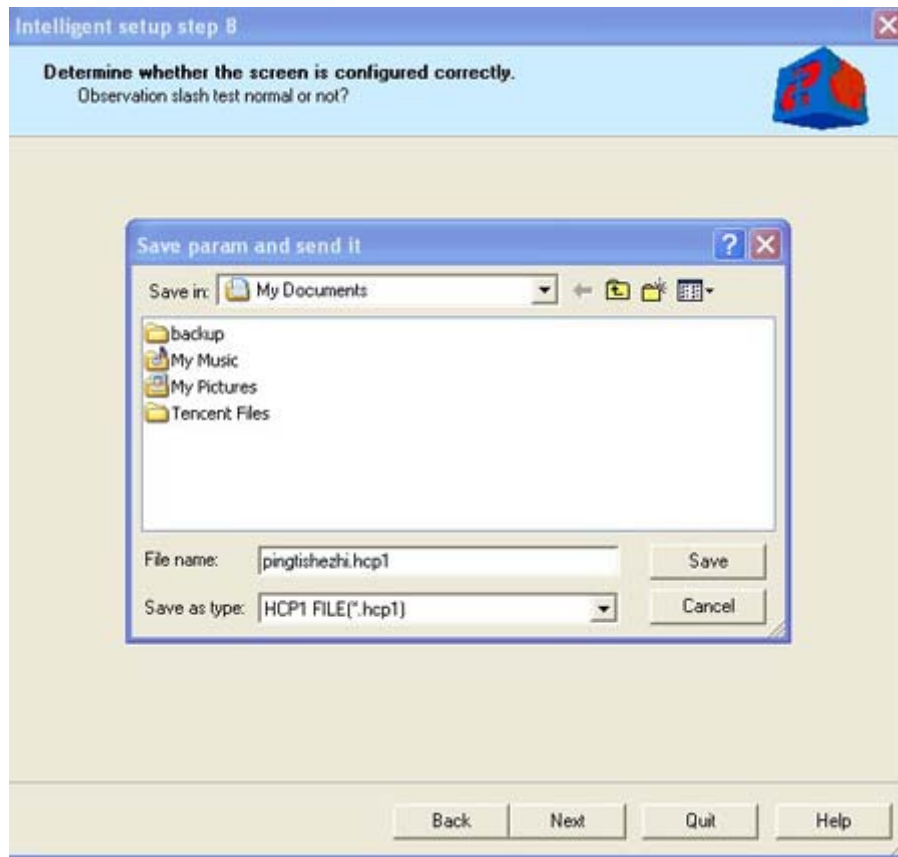 Intelligent setup step 8
Determine whether the screen is configured correctly.
Observation slash test normal or not?
Save param and send it
Save in: My Documents
backup
My Music
My Pictures
Tencent Files
File name: pingtishezhi.hcp1 Save
Save as type: HCP1 FILE(*.hcp1) Cancel
Back Next Quit Help